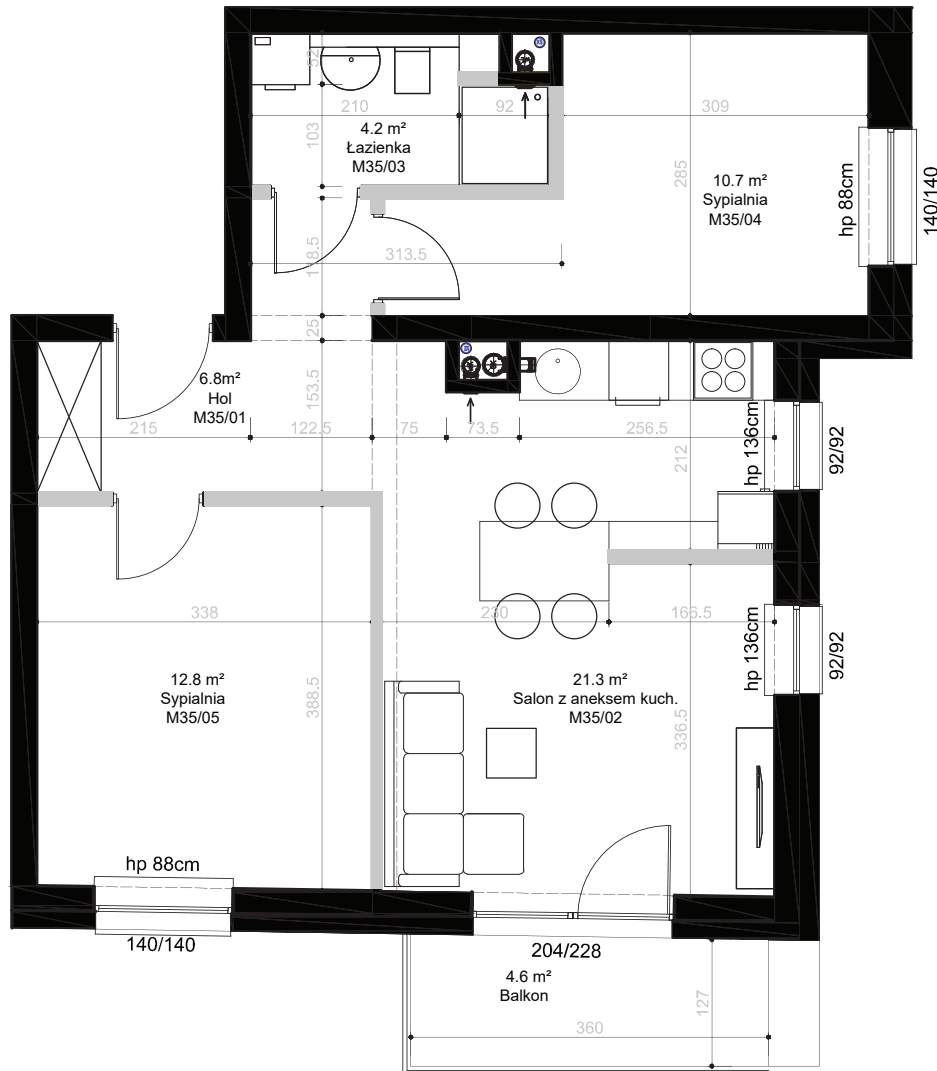 52
210
92
309
4.2 m²
Łazienka
M35/03
103
285
10.7 m²
Sypialnia
M35/04
hp 88cm
140/140
118.5
313.5
25
6.8m²
Hol
M35/01
153.5
215
122.5
75
73.5
256.5
212
hp 136cm
92/92
338
230
166.5
hp 136cm
92/92
12.8 m²
Sypialnia
M35/05
388.5
21.3 m²
Salon z aneksem kuch.
M35/02
336.5
hp 88cm
140/140
204/228
4.6 m²
Balkon
127
360